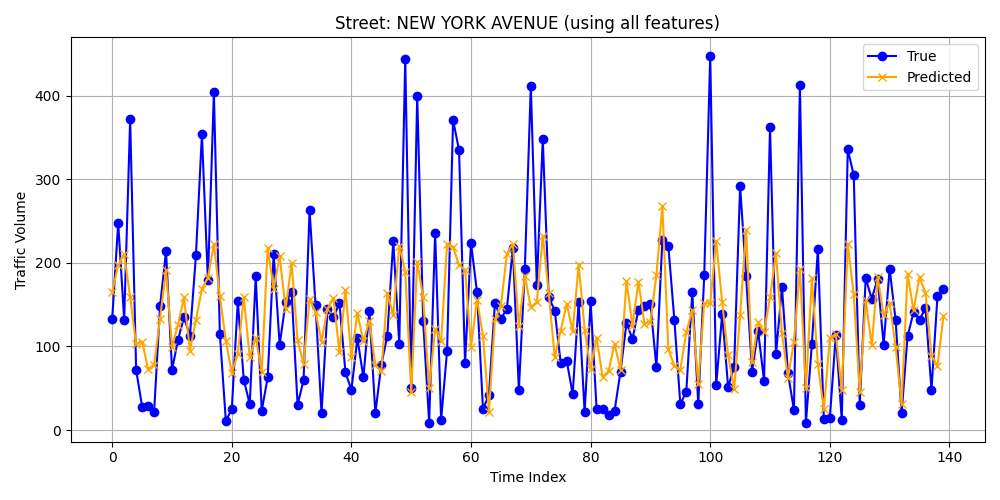 Street: NEW YORK AVENUE (using all features)
True
Predicted
Traffic Volume
400
300
200
100
0
0 20 40 60 80 100 120 140
Time Index